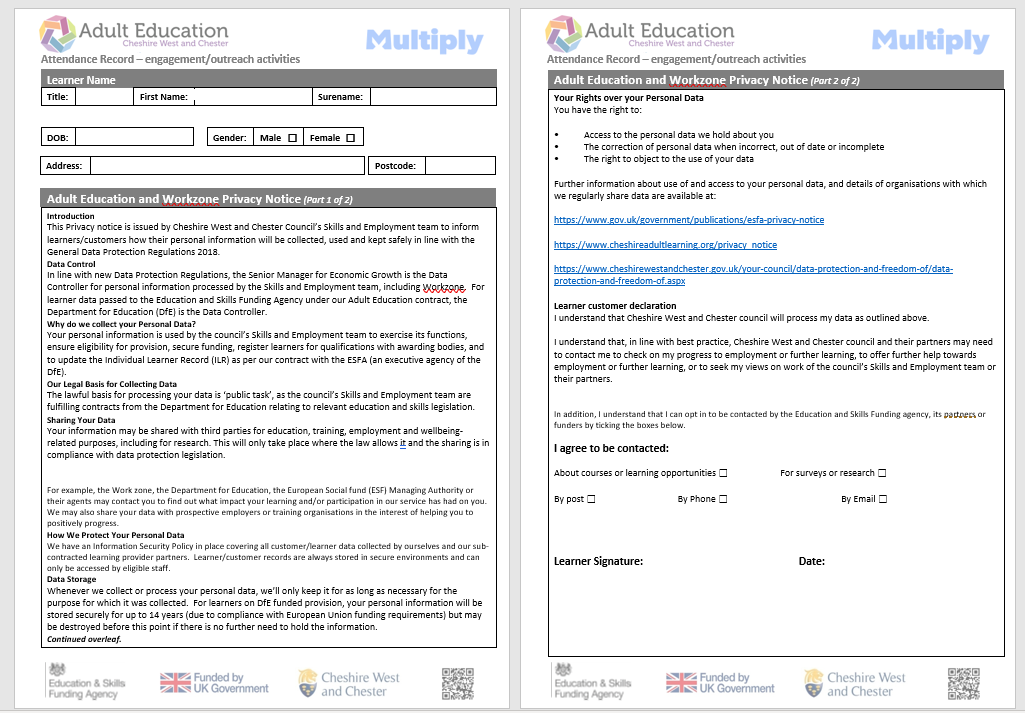 Adult Education
Cheshire West and Chester
Multiply
Attendance Record – engagement/outreach activities
Learner Name
Title: First Name: Surename:
DOB: Gender: Male ☐ Female ☐
Address: Postcode:
Adult Education and Workzone Privacy Notice (Part 1 of 2)
Introduction
This Privacy notice is issued by Cheshire West and Chester Council's Skills and Employment team to inform
learners/customers how their personal information will be collected, used and kept safely in line with the
General Data Protection Regulations 2018.
Data Control
In line with new Data Protection Regulations, the Senior Manager for Economic Growth is the Data
Controller for personal information processed by the Skills and Employment team, including Workzone. For
learner data passed to the Education and Skills Funding Agency under our Adult Education contract, the
Department for Education (DfE) is the Data Controller.
Why do we collect your Personal Data?
Your personal information is used by the council's Skills and Employment team to exercise its functions,
ensure eligibility for provision, secure funding, register learners for qualifications with awarding bodies, and
to update the Individual Learner Record (ILR) as per our contract with the ESFA (an executive agency of the
DfE).
Our Legal Basis for Collecting Data
The lawful basis for processing your data is 'public task', as the council's Skills and Employment team are
fulfilling contracts from the Department for Education relating to relevant education and skills legislation.
Sharing Your Data
Your information may be shared with third parties for education, training, employment and wellbeing-
related purposes, including for research. This will only take place where the law allows it and the sharing is in
compliance with data protection legislation.
For example, the Work zone, the Department for Education, the European Social fund (ESF) Managing Authority or
their agents may contact you to find out what impact your learning and/or participation in our service has had on you.
We may also share your data with prospective employers or training organisations in the interest of helping you to
positively progress.
How We Protect Your Personal Data
We have an Information Security Policy in place covering all customer/learner data collected by ourselves and our sub-
contracted learning provider partners. Learner/customer records are always stored in secure environments and can
only be accessed by eligible staff.
Data Storage
Whenever we collect or process your personal data, we'll only keep it for as long as necessary for the
purpose for which it was collected. For learners on DfE funded provision, your personal information will be
stored securely for up to 14 years (due to compliance with European Union funding requirements) but may
be destroyed before this point if there is no further need to hold the information.
Continued overleaf.
Education & Skills
Funding Agency
Funded by
UK Government
Cheshire West
and Chester
Adult Education
Cheshire West and Chester
Multiply
Attendance Record – engagement/outreach activities
Adult Education and Workzone Privacy Notice (Part 2 of 2)
Your Rights over your Personal Data
You have the right to:
• Access to the personal data we hold about you
• The correction of personal data when incorrect, out of date or incomplete
• The right to object to the use of your data
Further information about use of and access to your personal data, and details of organisations with which
we regularly share data are available at:
https://www.gov.uk/government/publications/esfa-privacy-notice
https://www.cheshireadultlearning.org/privacy_notice
https://www.cheshirewestandchester.gov.uk/your-council/data-protection-and-freedom-of/data-
protection-and-freedom-of.aspx
Learner customer declaration
I understand that Cheshire West and Chester council will process my data as outlined above.
I understand that, in line with best practice, Cheshire West and Chester council and their partners may need
to contact me to check on my progress to employment or further learning, to offer further help towards
employment or further learning, or to seek my views on work of the council's Skills and Employment team or
their partners.
In addition, I understand that I can opt in to be contacted by the Education and Skills Funding agency, its partners or
funders by ticking the boxes below.
I agree to be contacted:
About courses or learning opportunities ☐ For surveys or research ☐
By post ☐ By Phone ☐ By Email ☐
Learner Signature: Date:
Education & Skills
Funding Agency
Funded by
UK Government
Cheshire West
and Chester